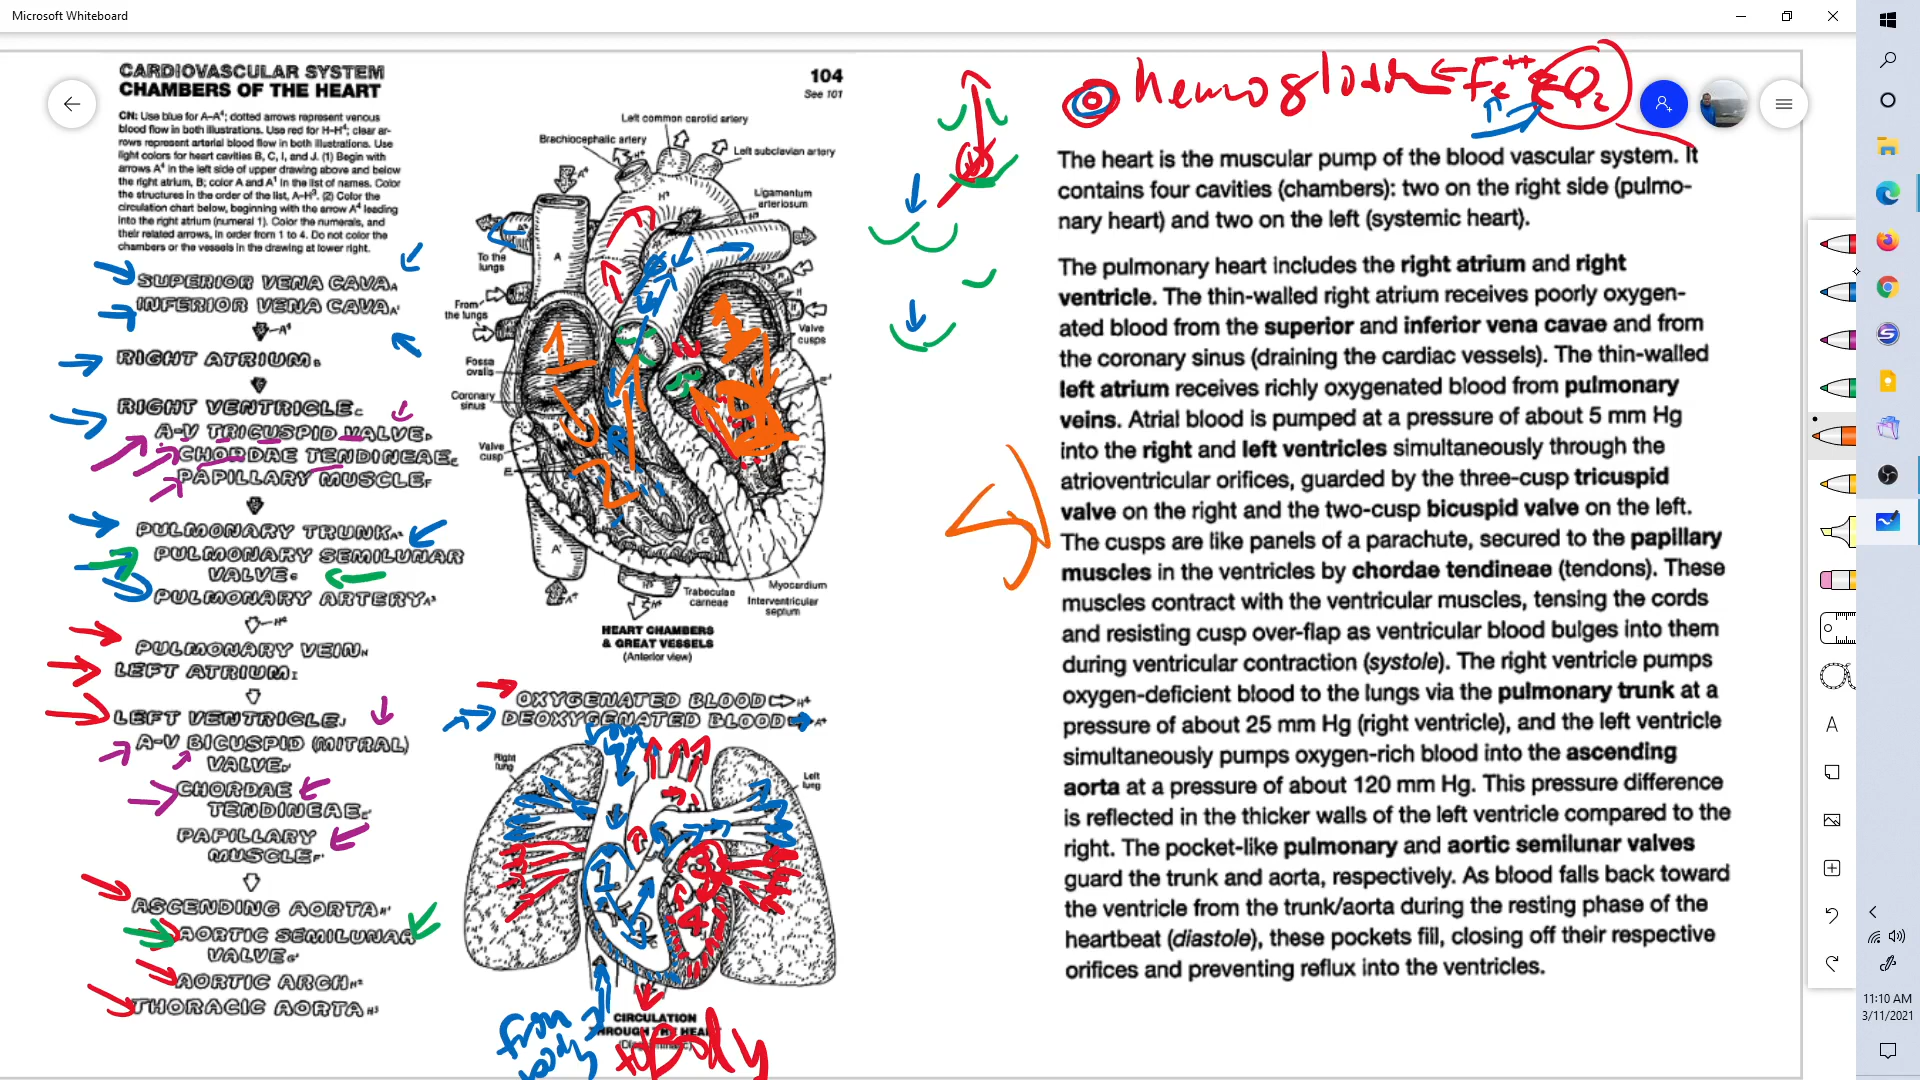 Microsoft Whiteboard
CARDIOVASCULAR SYSTEM
CHAMBERS OF THE HEART
CN: Use blue for A–A⁴; dotted arrows represent venous
blood flow in both illustrations. Use red for H–H⁴; clear ar-
rows represent arterial blood flow in both illustrations. Use
light colors for heart cavities B, C, I, and J. (1) Begin with
arrows A⁴ in the left side of upper drawing above and below
the right atrium, B; color A and A¹ in the list of names. Color
the structures in the order of the list, A–H³. (2) Color the
circulation chart below, beginning with the arrow A⁴ leading
into the right atrium (numeral 1). Color the numerals, and
their related arrows, in order from 1 to 4. Do not color the
chambers or the vessels in the drawing at lower right.
SUPERIOR VENA CAVA A
INFERIOR VENA CAVA A¹
A⁴
RIGHT ATRIUM B
RIGHT VENTRICLE C
A-V TRICUSPID VALVE D
CHORDAE TENDINEAE E
PAPILLARY MUSCLE F
PULMONARY TRUNK A²
PULMONARY SEMILUNAR
VALVE G
PULMONARY ARTERY A³
H⁴
PULMONARY VEIN H
LEFT ATRIUM I
LEFT VENTRICLE J
A-V BICUSPID (MITRAL)
VALVE
CHORDAE
TENDINEAE
PAPILLARY
MUSCLE
ASCENDING AORTA H¹
AORTIC SEMILUNAR
VALVE
AORTIC ARCH H²
THORACIC AORTA H³
104
See 101
Left common carotid artery
Brachiocephalic artery
Left subclavian artery
Ligamentum
arteriosum
To the
lungs
From
the lungs
Valve
cusps
Fossa
ovalis
Coronary
sinus
Valve
cusp
Myocardium
Trabeculae
carneae
Interventricular
septum
HEART CHAMBERS
& GREAT VESSELS
(Anterior view)
OXYGENATED BLOOD H⁴
DEOXYGENATED BLOOD A⁴
from
Right
lung
Left
lung
1
2
3
4
CIRCULATION
THROUGH THE HEART
from
body
to Body
hemoglobin ← Fe⁺⁺ ← O₂
The heart is the muscular pump of the blood vascular system. It
contains four cavities (chambers): two on the right side (pulmo-
nary heart) and two on the left (systemic heart).
The pulmonary heart includes the right atrium and right
ventricle. The thin-walled right atrium receives poorly oxygen-
ated blood from the superior and inferior vena cavae and from
the coronary sinus (draining the cardiac vessels). The thin-walled
left atrium receives richly oxygenated blood from pulmonary
veins. Atrial blood is pumped at a pressure of about 5 mm Hg
into the right and left ventricles simultaneously through the
atrioventricular orifices, guarded by the three-cusp tricuspid
valve on the right and the two-cusp bicuspid valve on the left.
The cusps are like panels of a parachute, secured to the papillary
muscles in the ventricles by chordae tendineae (tendons). These
muscles contract with the ventricular muscles, tensing the cords
and resisting cusp over-flap as ventricular blood bulges into them
during ventricular contraction (systole). The right ventricle pumps
oxygen-deficient blood to the lungs via the pulmonary trunk at a
pressure of about 25 mm Hg (right ventricle), and the left ventricle
simultaneously pumps oxygen-rich blood into the ascending
aorta at a pressure of about 120 mm Hg. This pressure difference
is reflected in the thicker walls of the left ventricle compared to the
right. The pocket-like pulmonary and aortic semilunar valves
guard the trunk and aorta, respectively. As blood falls back toward
the ventricle from the trunk/aorta during the resting phase of the
heartbeat (diastole), these pockets fill, closing off their respective
orifices and preventing reflux into the ventricles.
11:10 AM
3/11/2021